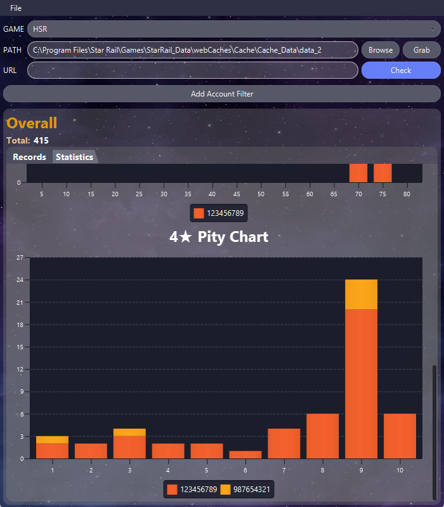 File
GAME HSR
PATH C:\Program Files\Star Rail\Games\StarRail_Data\webCaches\Cache\Cache_Data\data_2 Browse Grab
URL Check
Add Account Filter
Overall
Total: 415
Records Statistics
0
5 10 15 20 25 30 35 40 45 50 55 60 65 70 75 80
123456789
4★ Pity Chart
27
24
21
18
15
12
9
6
3
0
1 2 3 4 5 6 7 8 9 10
123456789 987654321